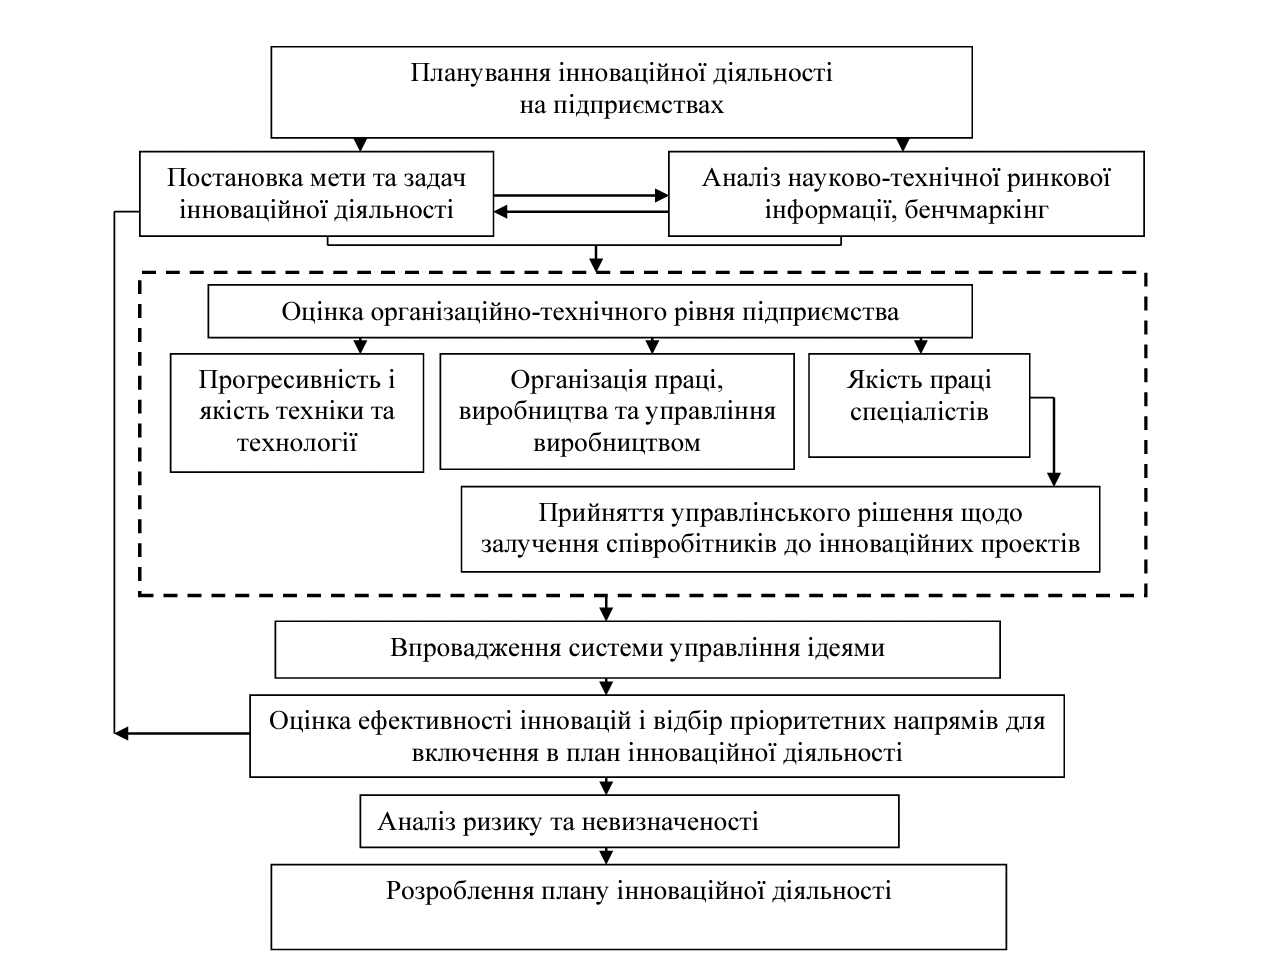 Планування інноваційної діяльності
на підприємствах
Постановка мети та задач
інноваційної діяльності
Аналіз науково-технічної ринкової
інформації, бенчмаркінг
Оцінка організаційно-технічного рівня підприємства
Прогресивність і
якість техніки та
технології
Організація праці,
виробництва та управління
виробництвом
Якість праці
спеціалістів
Прийняття управлінського рішення щодо
залучення співробітників до інноваційних проектів
Впровадження системи управління ідеями
Оцінка ефективності інновацій і відбір пріоритетних напрямів для
включення в план інноваційної діяльності
Аналіз ризику та невизначеності
Розроблення плану інноваційної діяльності